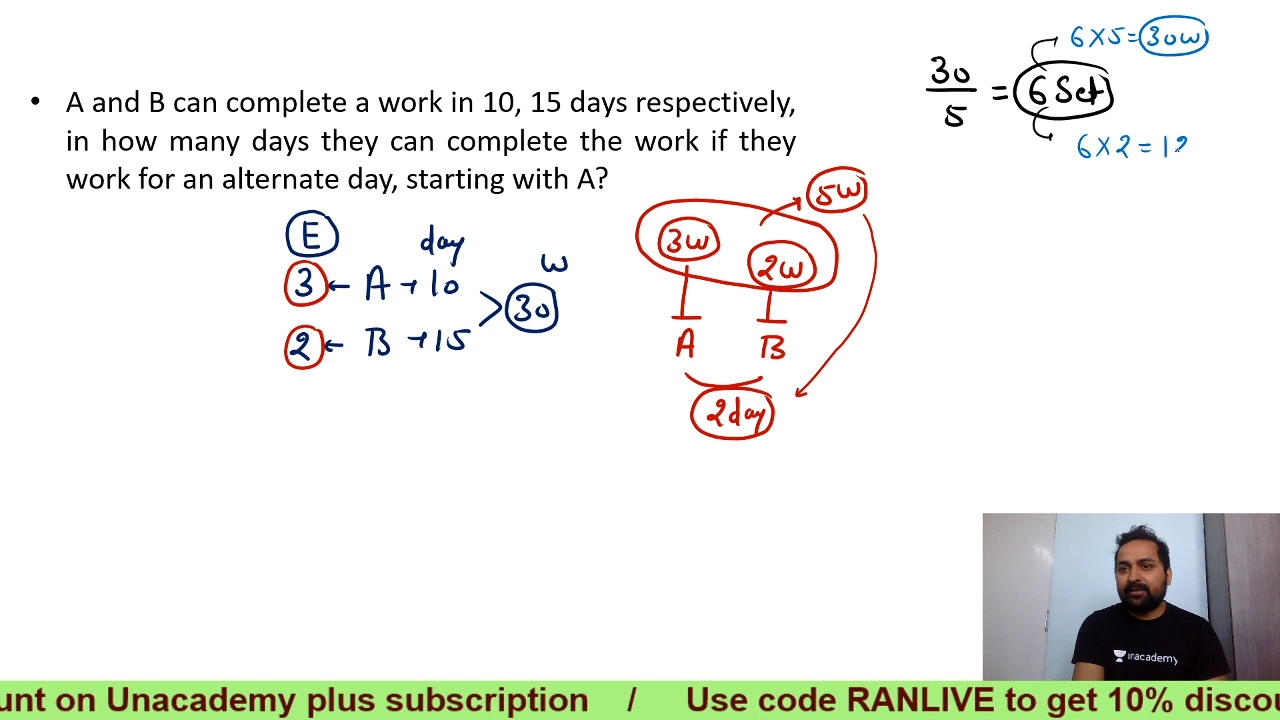 • A and B can complete a work in 10, 15 days respectively,
in how many days they can complete the work if they
work for an alternate day, starting with A?
30/5 = 6 Set
6×5=30w
6×2=12
E day w
3 ← A → 10
30
2 ← B → 15
5w
3w 2w
A B
2day
unacademy
unt on Unacademy plus subscription / Use code RANLIVE to get 10% discou